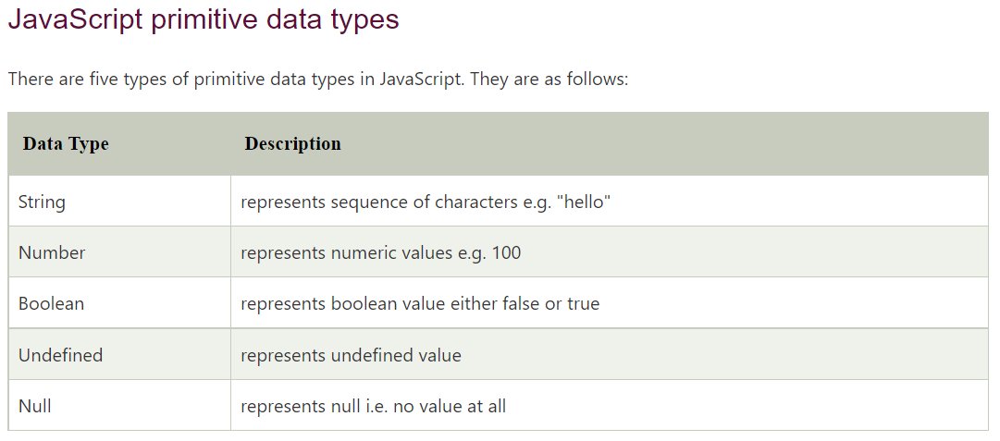 JavaScript primitive data types
There are five types of primitive data types in JavaScript. They are as follows:
Data Type Description
String represents sequence of characters e.g. "hello"
Number represents numeric values e.g. 100
Boolean represents boolean value either false or true
Undefined represents undefined value
Null represents null i.e. no value at all